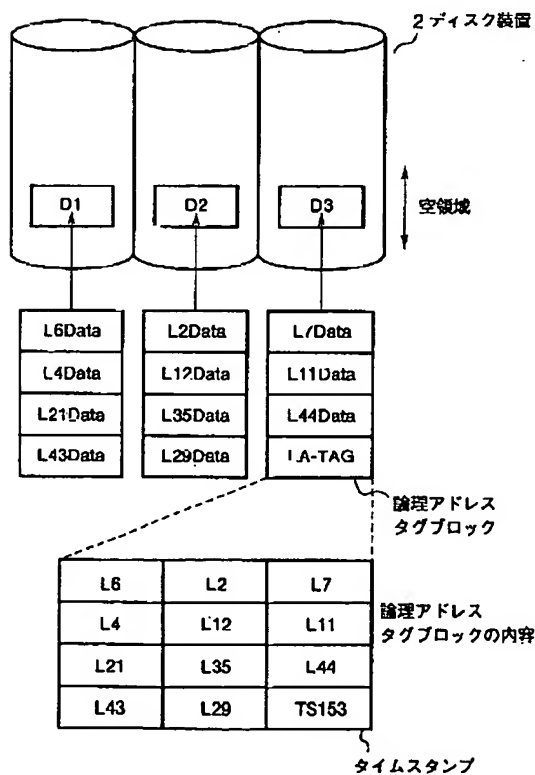 2 ディスク装置
D1 D2 D3
空領域
L6Data L2Data L7Data
L4Data L12Data L11Data
L21Data L35Data L44Data
L43Data L29Data LA-TAG
論理アドレス
タグブロック
L6 L2 L7
L4 L12 L11
L21 L35 L44
L43 L29 TS153
論理アドレス
タグブロックの内容
タイムスタンプ